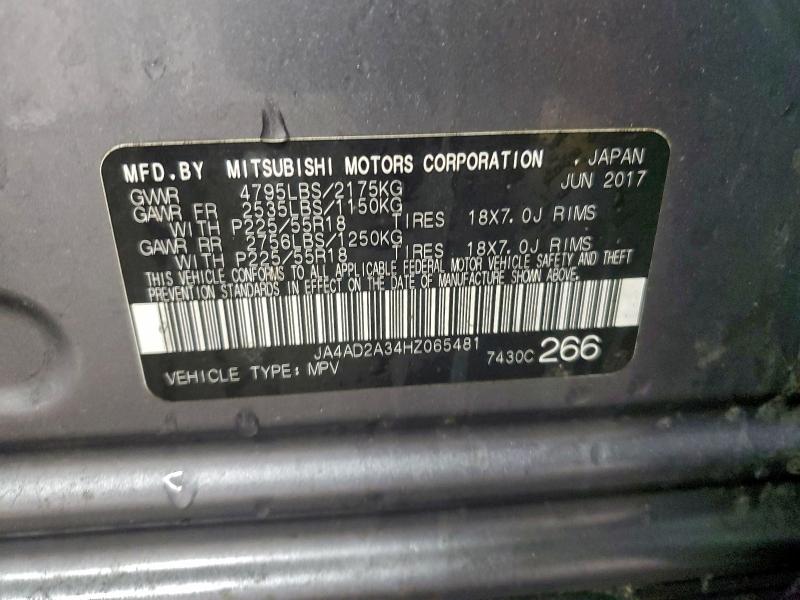 MFD.BY MITSUBISHI MOTORS CORPORATION , JAPAN
GVWR 4795LBS/2175KG JUN 2017
GAWR FR 2535LBS/1150KG
WITH P225/55R18 TIRES 18X7.0J RIMS
GAWR RR 2756LBS/1250KG
WITH P225/55R18 TIRES 18X7.0J RIMS
THIS VEHICLE CONFORMS TO ALL APPLICABLE FEDERAL MOTOR VEHICLE SAFETY AND THEFT
PREVENTION STANDARDS IN EFFECT ON THE DATE OF MANUFACTURE SHOWN ABOVE.
JA4AD2A34HZ065481
VEHICLE TYPE: MPV 7430C 266